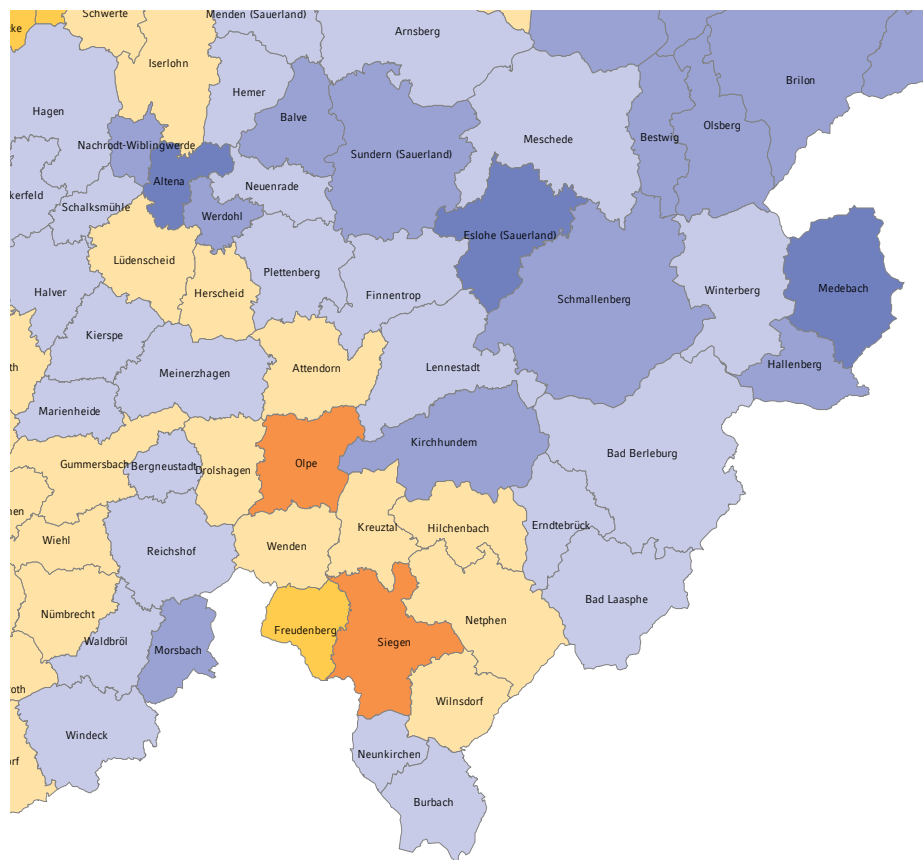 Schwerte
Menden (Sauerland)
Arnsberg
Iserlohn
Brilon
Hemer
Hagen
Balve
Olsberg
Bestwig
Meschede
Nachrodt-Wiblingwerde
Sundern (Sauerland)
Altena
Neuenrade
Schalksmühle
Werdohl
Eslohe (Sauerland)
Lüdenscheid
Plettenberg
Medebach
Winterberg
Halver
Herscheid
Finnentrop
Schmallenberg
Kierspe
Hallenberg
Meinerzhagen
Attendorn
Lennestadt
Marienheide
Kirchhundem
Bad Berleburg
Gummersbach
Bergneustadt
Drolshagen
Olpe
Erndtebrück
Kreuztal
Hilchenbach
Wiehl
Reichshof
Wenden
Bad Laasphe
Nümbrecht
Netphen
Freudenberg
Waldbröl
Siegen
Morsbach
Wilnsdorf
Windeck
Neunkirchen
Burbach